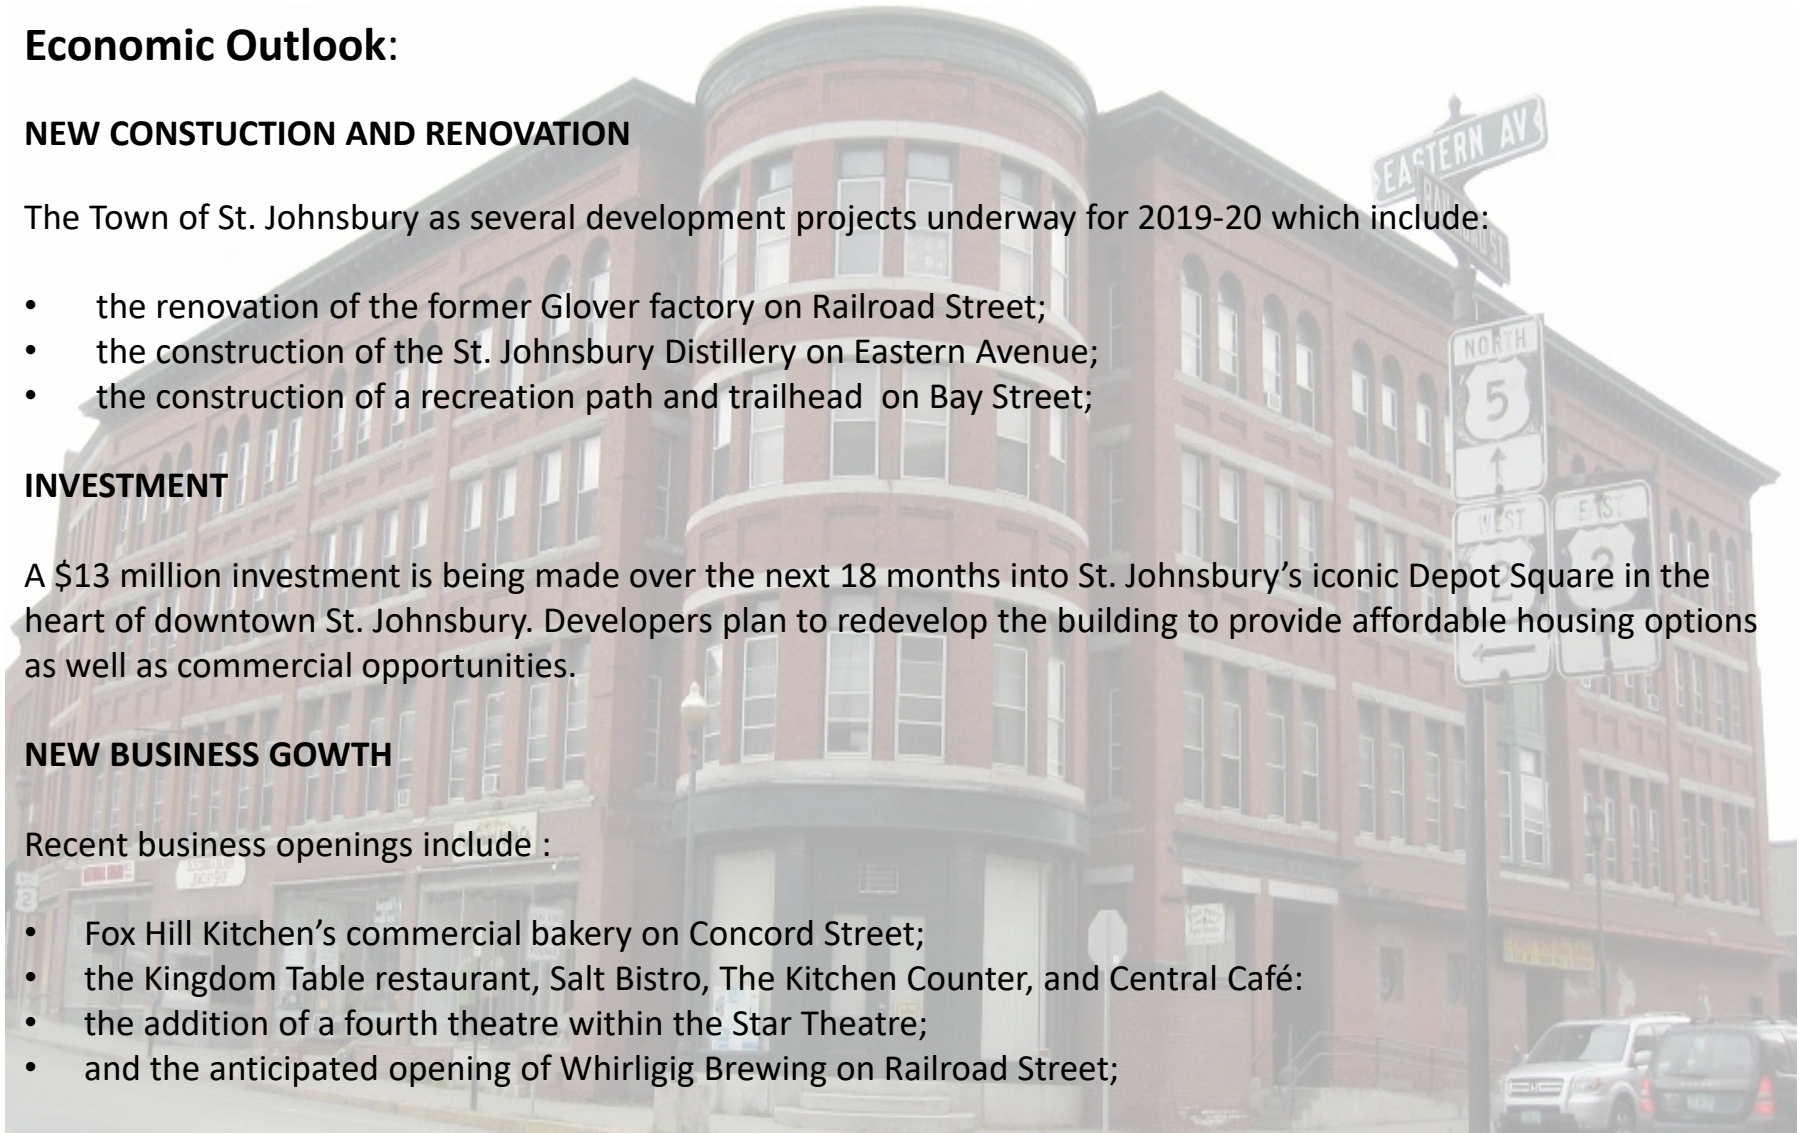 Economic Outlook:
NEW CONSTUCTION AND RENOVATION
The Town of St. Johnsbury as several development projects underway for 2019-20 which include:
• the renovation of the former Glover factory on Railroad Street;
• the construction of the St. Johnsbury Distillery on Eastern Avenue;
• the construction of a recreation path and trailhead on Bay Street;
INVESTMENT
A $13 million investment is being made over the next 18 months into St. Johnsbury’s iconic Depot Square in the
heart of downtown St. Johnsbury. Developers plan to redevelop the building to provide affordable housing options
as well as commercial opportunities.
NEW BUSINESS GOWTH
Recent business openings include :
• Fox Hill Kitchen’s commercial bakery on Concord Street;
• the Kingdom Table restaurant, Salt Bistro, The Kitchen Counter, and Central Café:
• the addition of a fourth theatre within the Star Theatre;
• and the anticipated opening of Whirligig Brewing on Railroad Street;
EASTERN AV
RAILROAD ST
NORTH
5
WEST
2
EAST
2
2